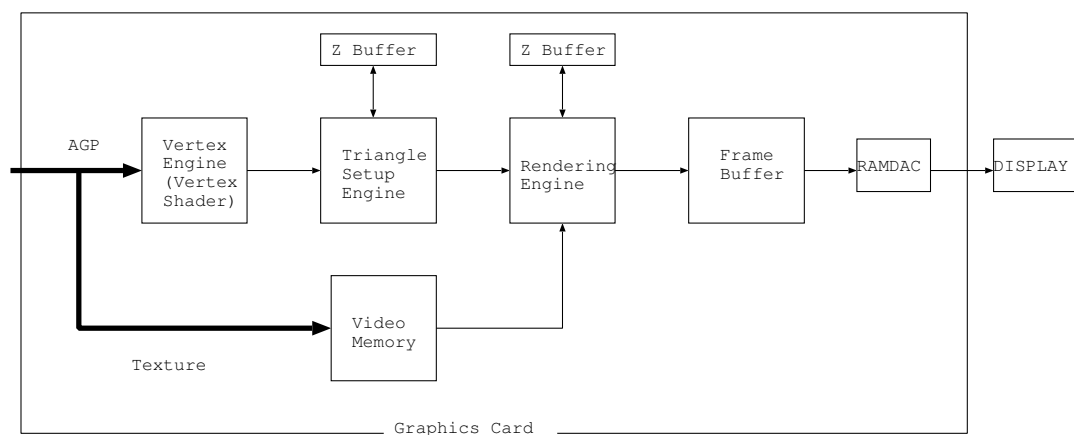 Z Buffer
Z Buffer
AGP
Vertex
Engine
(Vertex
Shader)
Triangle
Setup
Engine
Rendering
Engine
Frame
Buffer
RAMDAC
DISPLAY
Video
Memory
Texture
Graphics Card